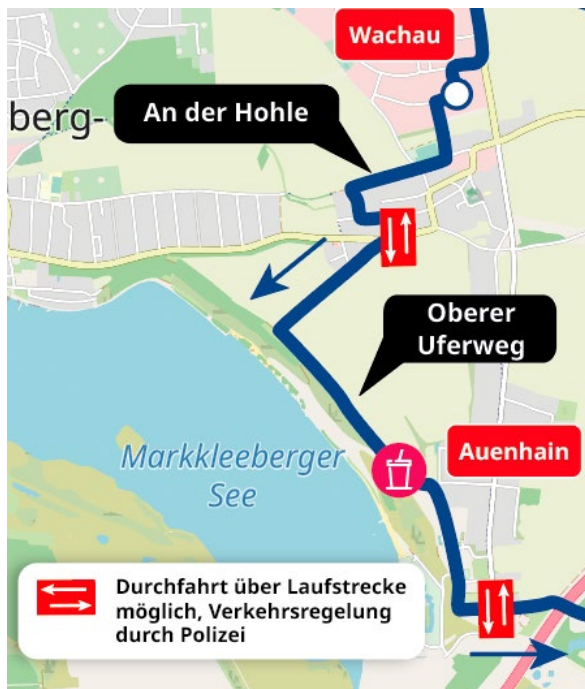 Wachau
berg-
An der Hohle
Oberer
Uferweg
Markkleeberger
See
Auenhain
Durchfahrt über Laufstrecke
möglich, Verkehrsregelung
durch Polizei